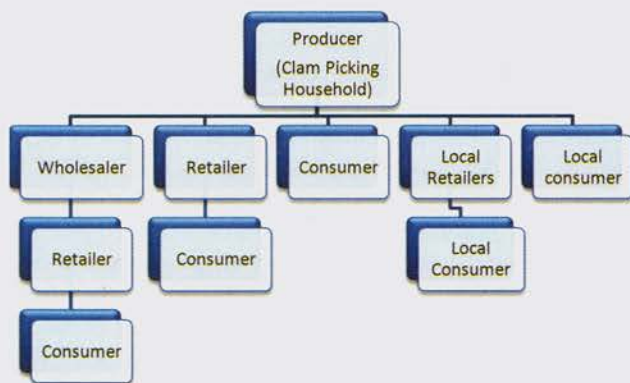 Producer
(Clam Picking
Household)
Wholesaler
Retailer
Consumer
Local
Retailers
Local
consumer
Retailer
Consumer
Local
Consumer
Consumer